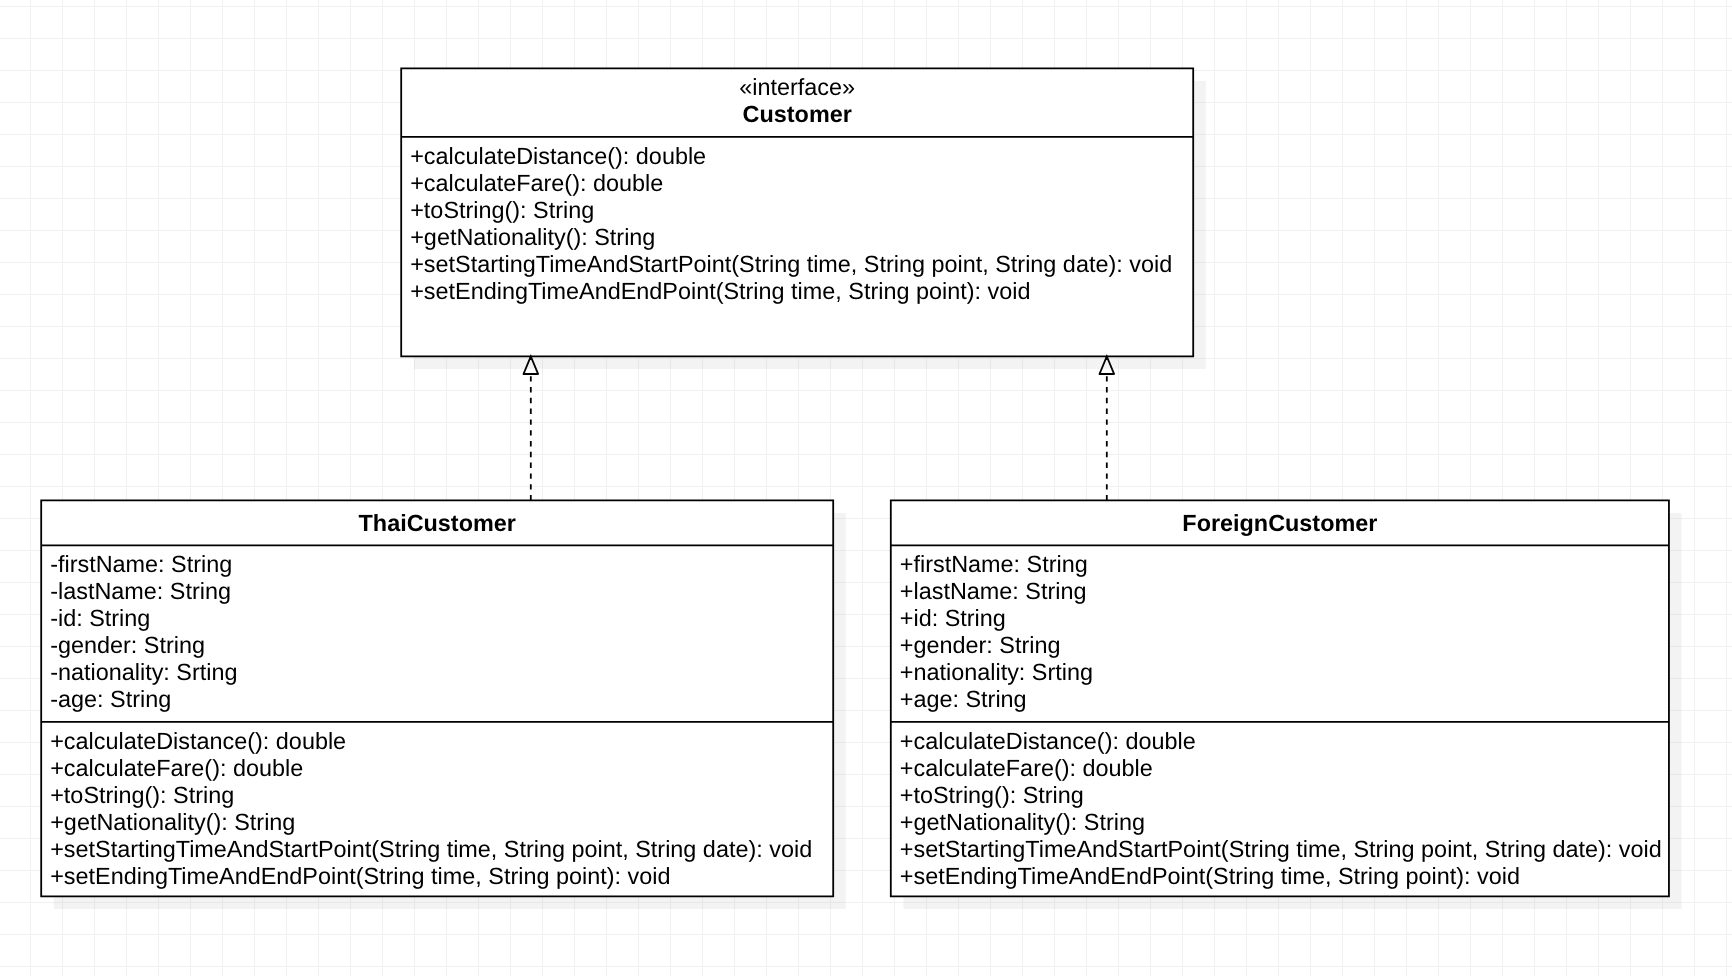 «interface»
Customer
+calculateDistance(): double
+calculateFare(): double
+toString(): String
+getNationality(): String
+setStartingTimeAndStartPoint(String time, String point, String date): void
+setEndingTimeAndEndPoint(String time, String point): void
ThaiCustomer
-firstName: String
-lastName: String
-id: String
-gender: String
-nationality: Srting
-age: String
+calculateDistance(): double
+calculateFare(): double
+toString(): String
+getNationality(): String
+setStartingTimeAndStartPoint(String time, String point, String date): void
+setEndingTimeAndEndPoint(String time, String point): void
ForeignCustomer
+firstName: String
+lastName: String
+id: String
+gender: String
+nationality: Srting
+age: String
+calculateDistance(): double
+calculateFare(): double
+toString(): String
+getNationality(): String
+setStartingTimeAndStartPoint(String time, String point, String date): void
+setEndingTimeAndEndPoint(String time, String point): void